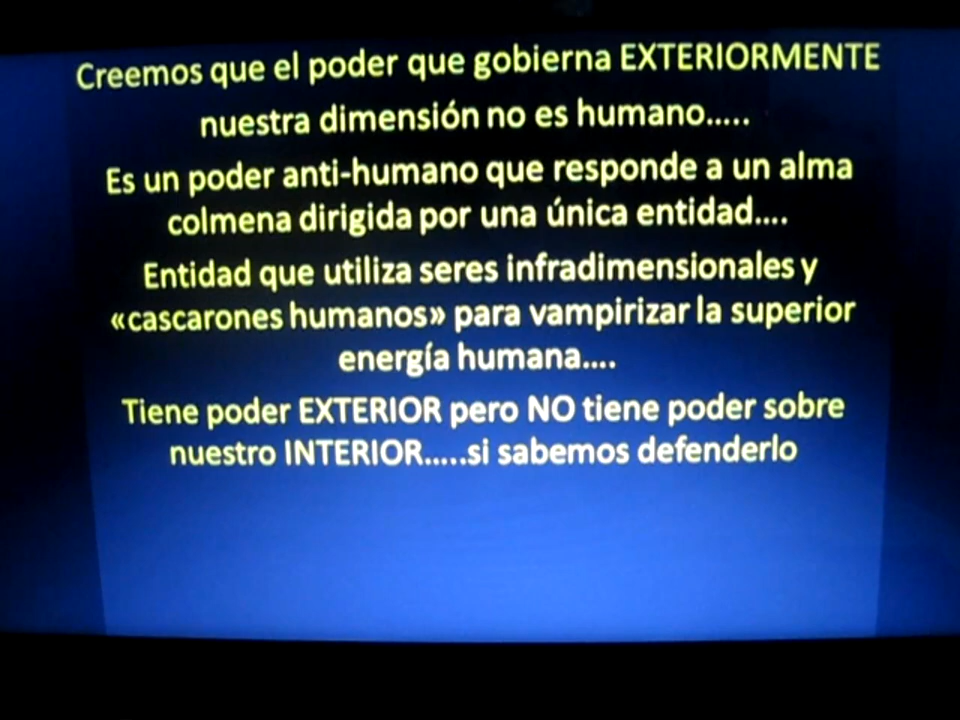 Creemos que el poder que gobierna EXTERIORMENTE
nuestra dimensión no es humano.....
Es un poder anti-humano que responde a un alma
colmena dirigida por una única entidad....
Entidad que utiliza seres infradimensionales y
«cascarones humanos» para vampirizar la superior
energía humana....
Tiene poder EXTERIOR pero NO tiene poder sobre
nuestro INTERIOR.....si sabemos defenderlo